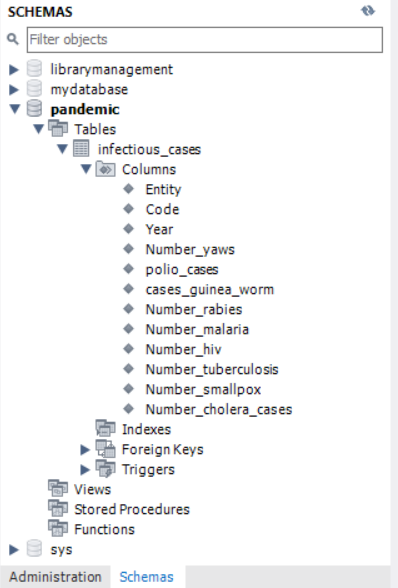 SCHEMAS
Filter objects
librarymanagement
mydatabase
pandemic
Tables
infectious_cases
Columns
Entity
Code
Year
Number_yaws
polio_cases
cases_guinea_worm
Number_rabies
Number_malaria
Number_hiv
Number_tuberculosis
Number_smallpox
Number_cholera_cases
Indexes
Foreign Keys
Triggers
Views
Stored Procedures
Functions
sys
Administration Schemas